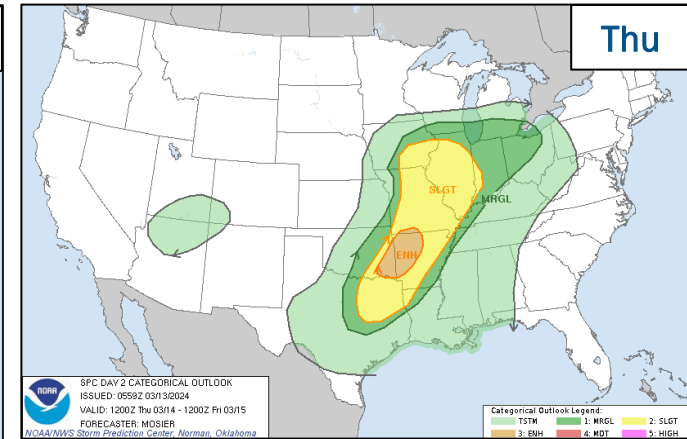 Thu
SLGT
MRGL
ENH
SPC DAY 2 CATEGORICAL OUTLOOK
ISSUED: 0559Z 03/13/2024
VALID: 1200Z Thu 03/14 - 1200Z Fri 03/15
FORECASTER: MOSIER
NOAA/NWS Storm Prediction Center, Norman, Oklahoma
NOAA
Categorical Outlook Legend:
TSTM 1: MRGL 2: SLGT
3: ENH 4: MDT 5: HIGH